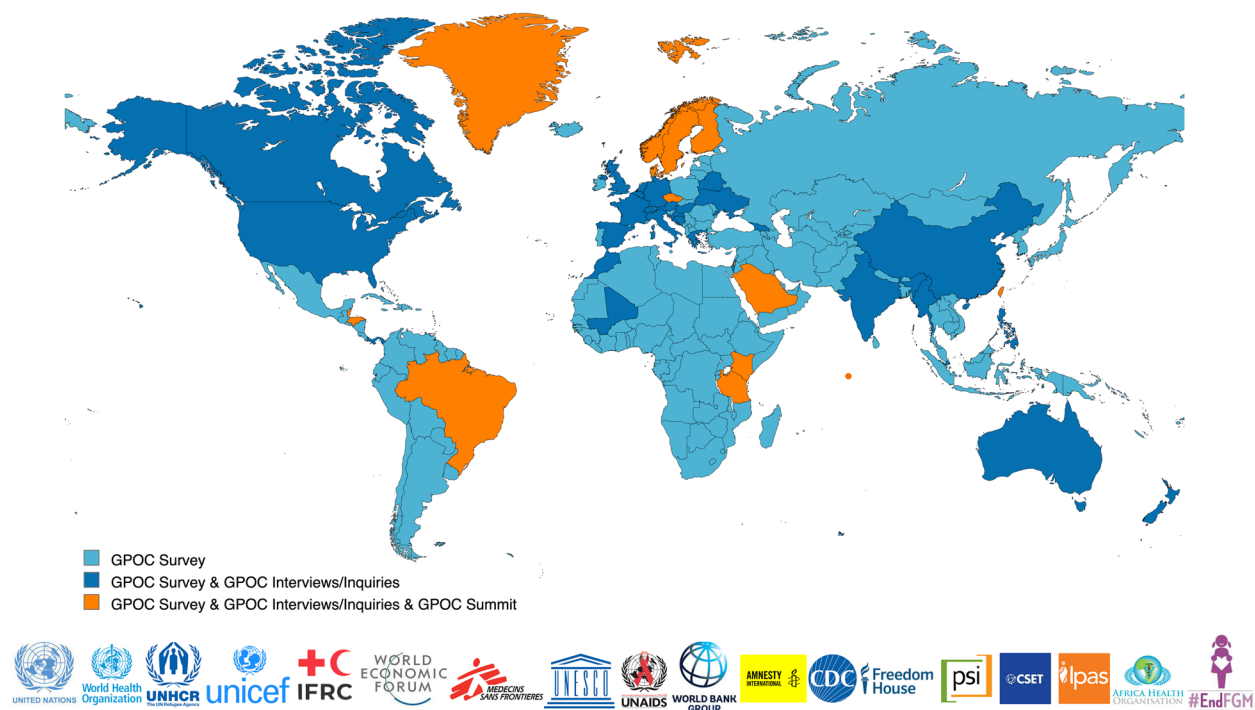 GPOC Survey
GPOC Survey & GPOC Interviews/Inquiries
GPOC Survey & GPOC Interviews/Inquiries & GPOC Summit
UNITED NATIONS
World Health
Organization
UNHCR
The UN Refugee Agency
unicef
IFRC
WORLD
ECONOMIC
FORUM
MEDECINS
SANS FRONTIERES
UNESCO
UNAIDS
WORLD BANK
GROUP
AMNESTY
INTERNATIONAL
CDC
Freedom
House
psi
CSET
Ipas
AFRICA HEALTH
ORGANISATION
#EndFGM